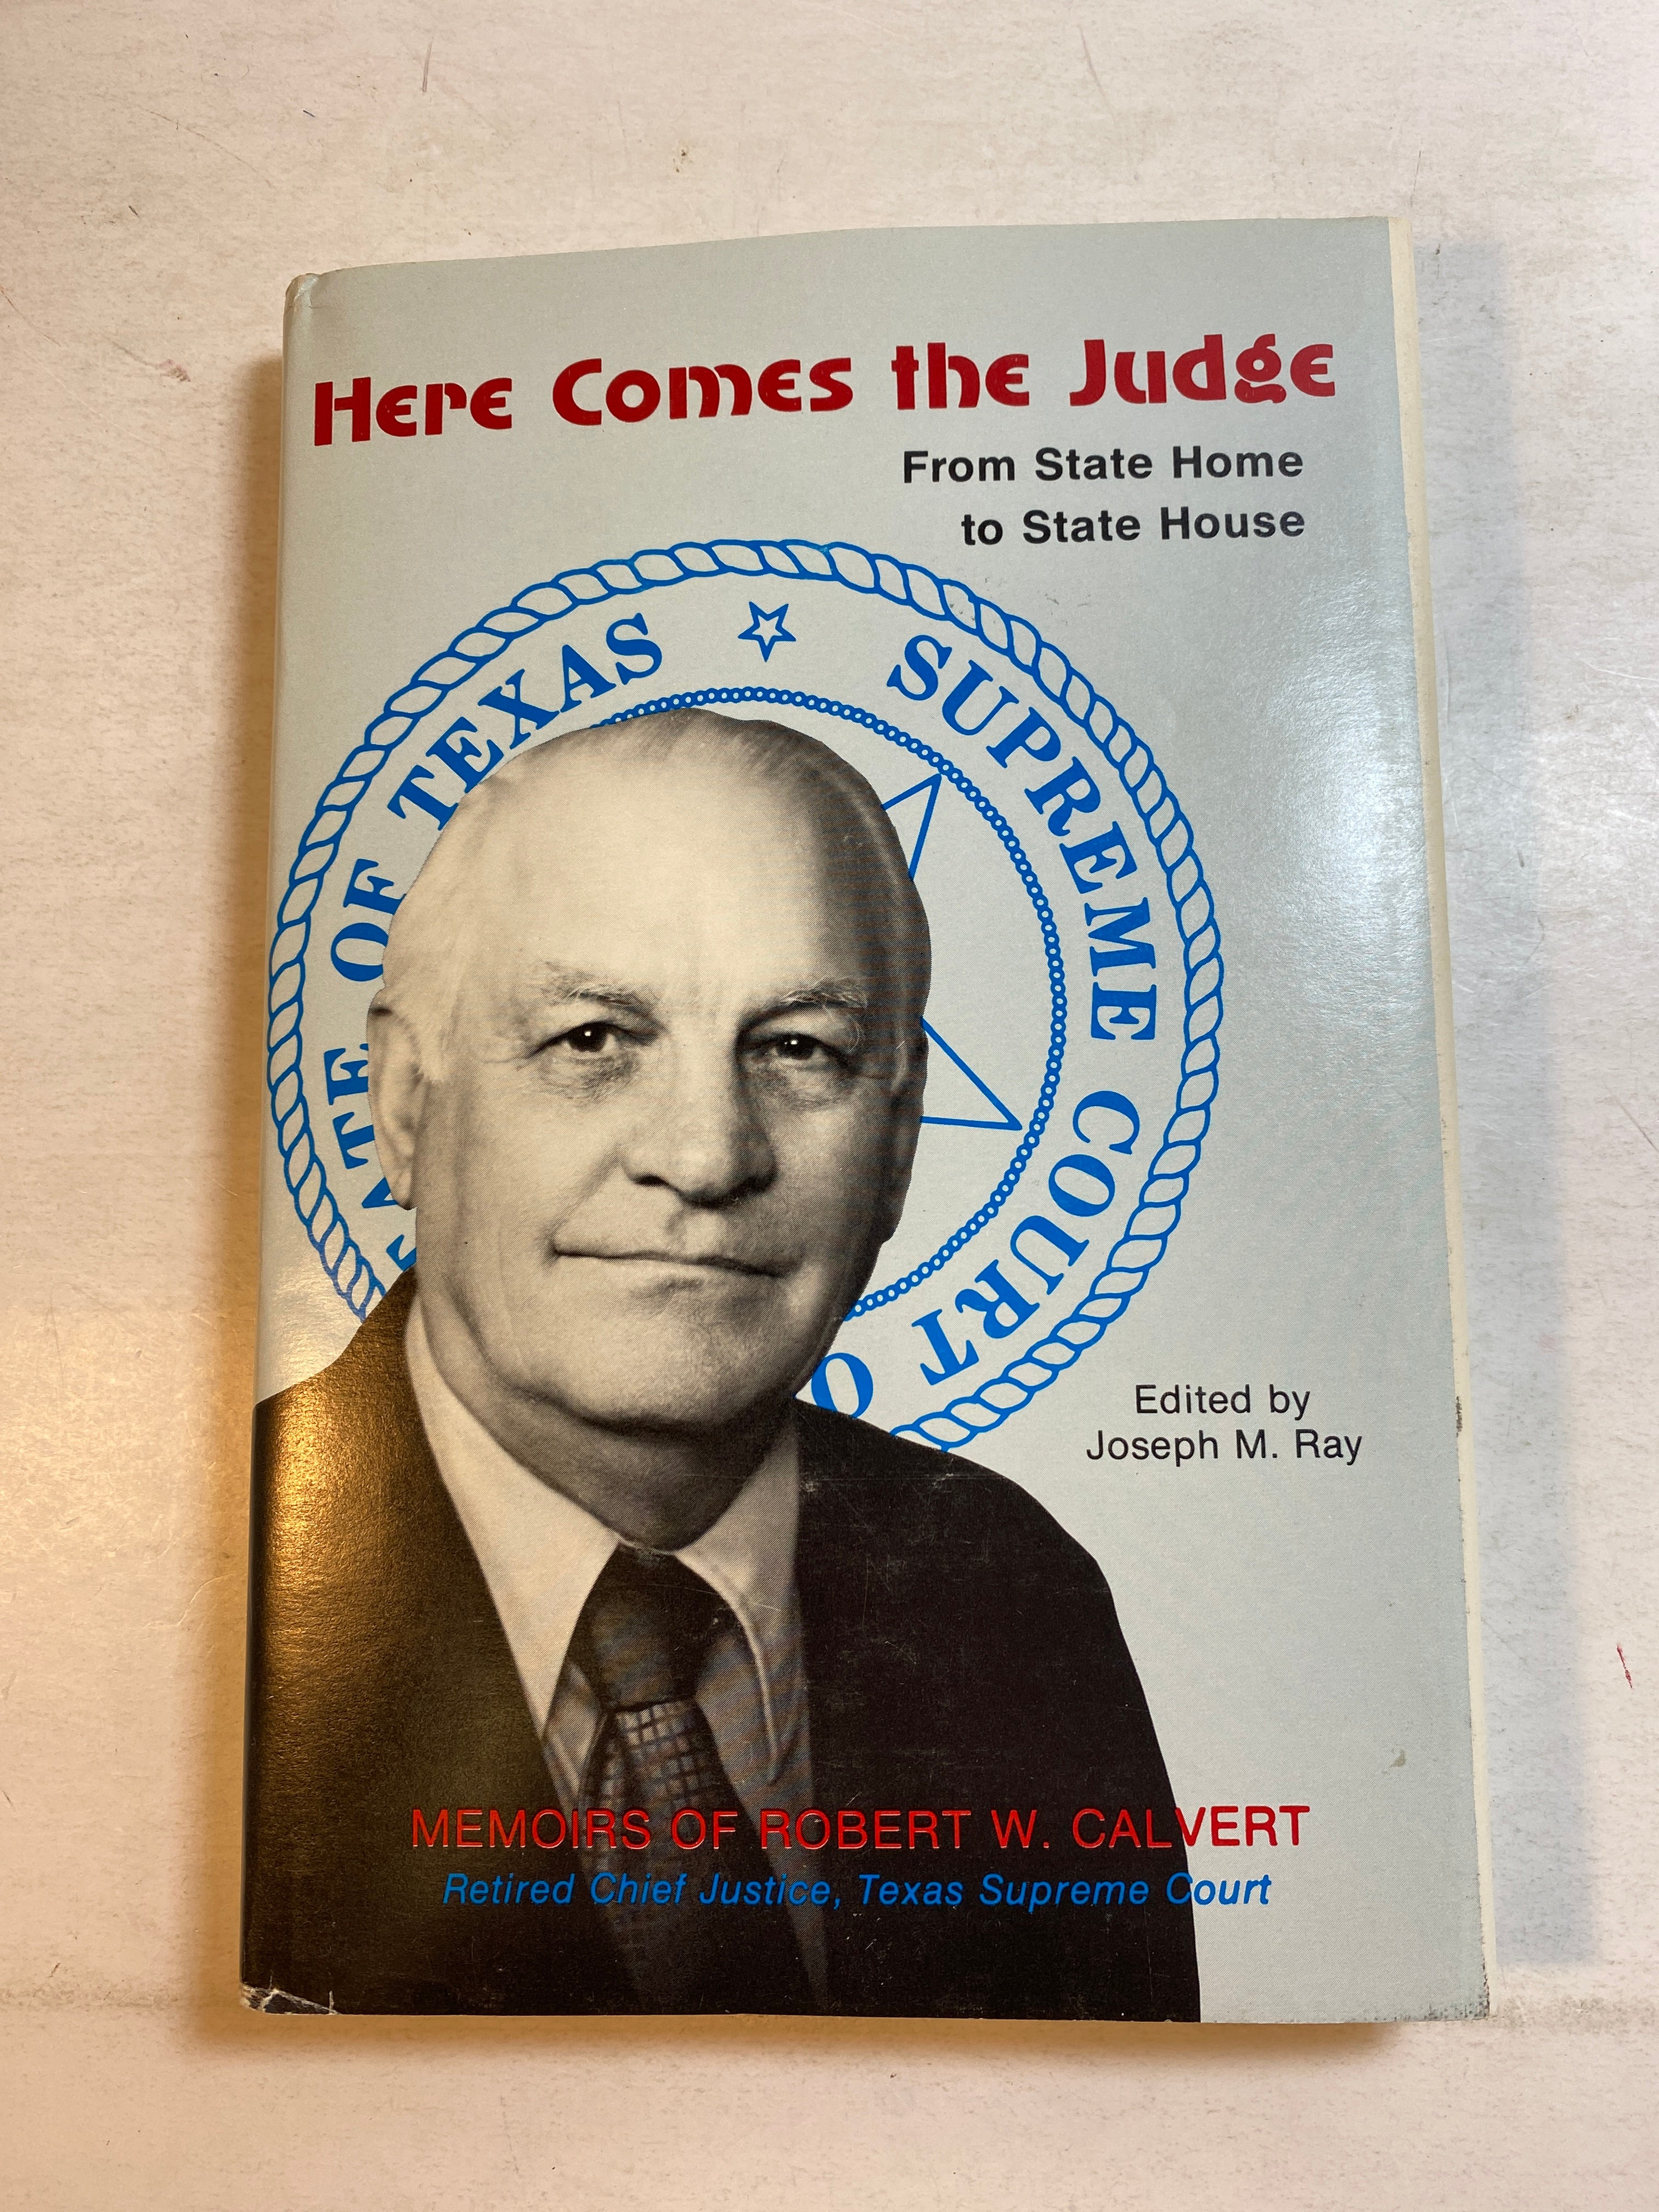 Here Comes the Judge
From State Home
to State House
OF TEXAS ☆ SUPREME COURT
Edited by
Joseph M. Ray
MEMOIRS OF ROBERT W. CALVERT
Retired Chief Justice, Texas Supreme Court